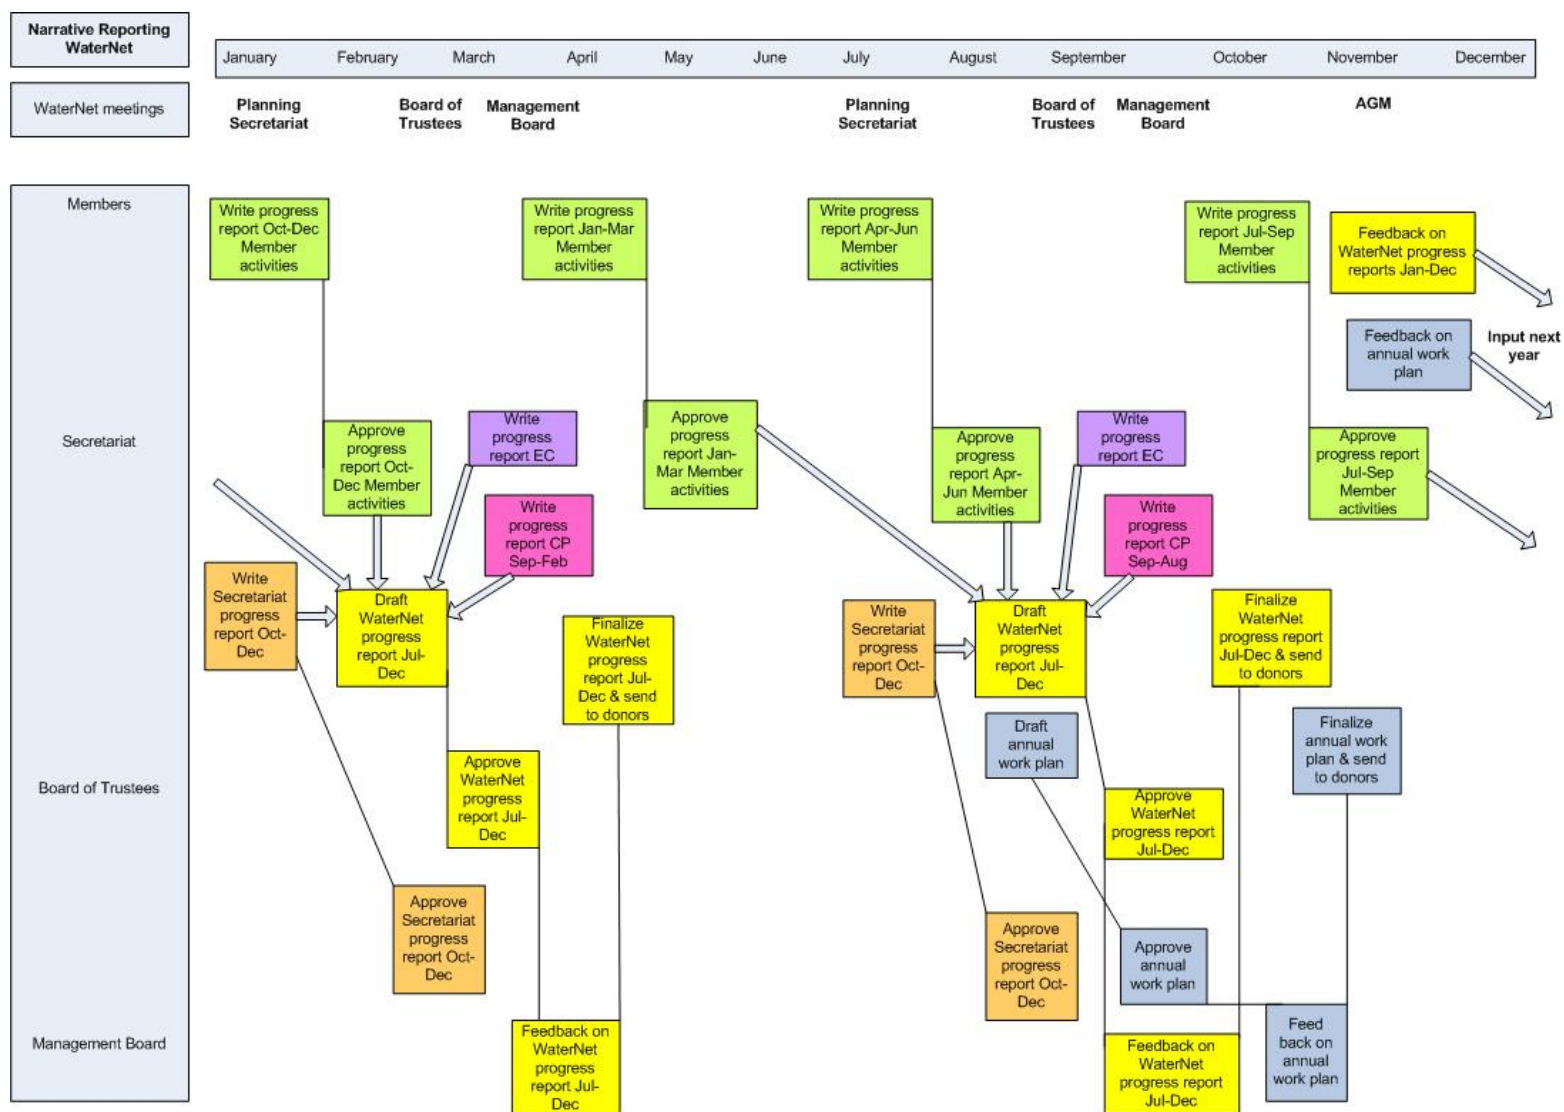 Narrative Reporting
WaterNet
January February March April May June July August September October November December
WaterNet meetings
Planning
Secretariat
Board of
Trustees
Management
Board
Planning
Secretariat
Board of
Trustees
Management
Board
AGM
Members
Write progress
report Oct-Dec
Member
activities
Write progress
report Jan-Mar
Member
activities
Write progress
report Apr-Jun
Member
activities
Write progress
report Jul-Sep
Member
activities
Feedback on
WaterNet progress
reports Jan-Dec
Feedback on
annual work
plan
Input next
year
Secretariat
Approve
progress
report Oct-
Dec Member
activities
Write
progress
report EC
Approve
progress
report Jan-
Mar Member
activities
Approve
progress
report Apr-
Jun Member
activities
Write
progress
report EC
Approve
progress report
Jul-Sep
Member
activities
Write
progress
report CP
Sep-Feb
Write
progress
report CP
Sep-Aug
Write
Secretariat
progress
report Oct-
Dec
Draft
WaterNet
progress
report Jul-
Dec
Finalize
WaterNet
progress
report Jul-
Dec & send
to donors
Write
Secretariat
progress
report Oct-
Dec
Draft
WaterNet
progress
report Jul-
Dec
Finalize
WaterNet
progress report
Jul-Dec & send
to donors
Draft
annual
work plan
Finalize
annual work
plan & send
to donors
Board of Trustees
Approve
WaterNet
progress
report Jul-
Dec
Approve
WaterNet
progress report
Jul-Dec
Approve
Secretariat
progress
report Oct-
Dec
Approve
Secretariat
progress
report Oct-
Dec
Approve
annual
work plan
Management Board
Feedback on
WaterNet
progress
report Jul-
Dec
Feedback on
WaterNet
progress report
Jul-Dec
Feed
back on
annual
work plan